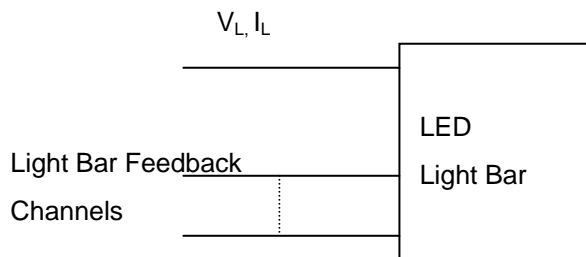 V_L, I_L
LED
Light Bar Feedback
Light Bar
Channels